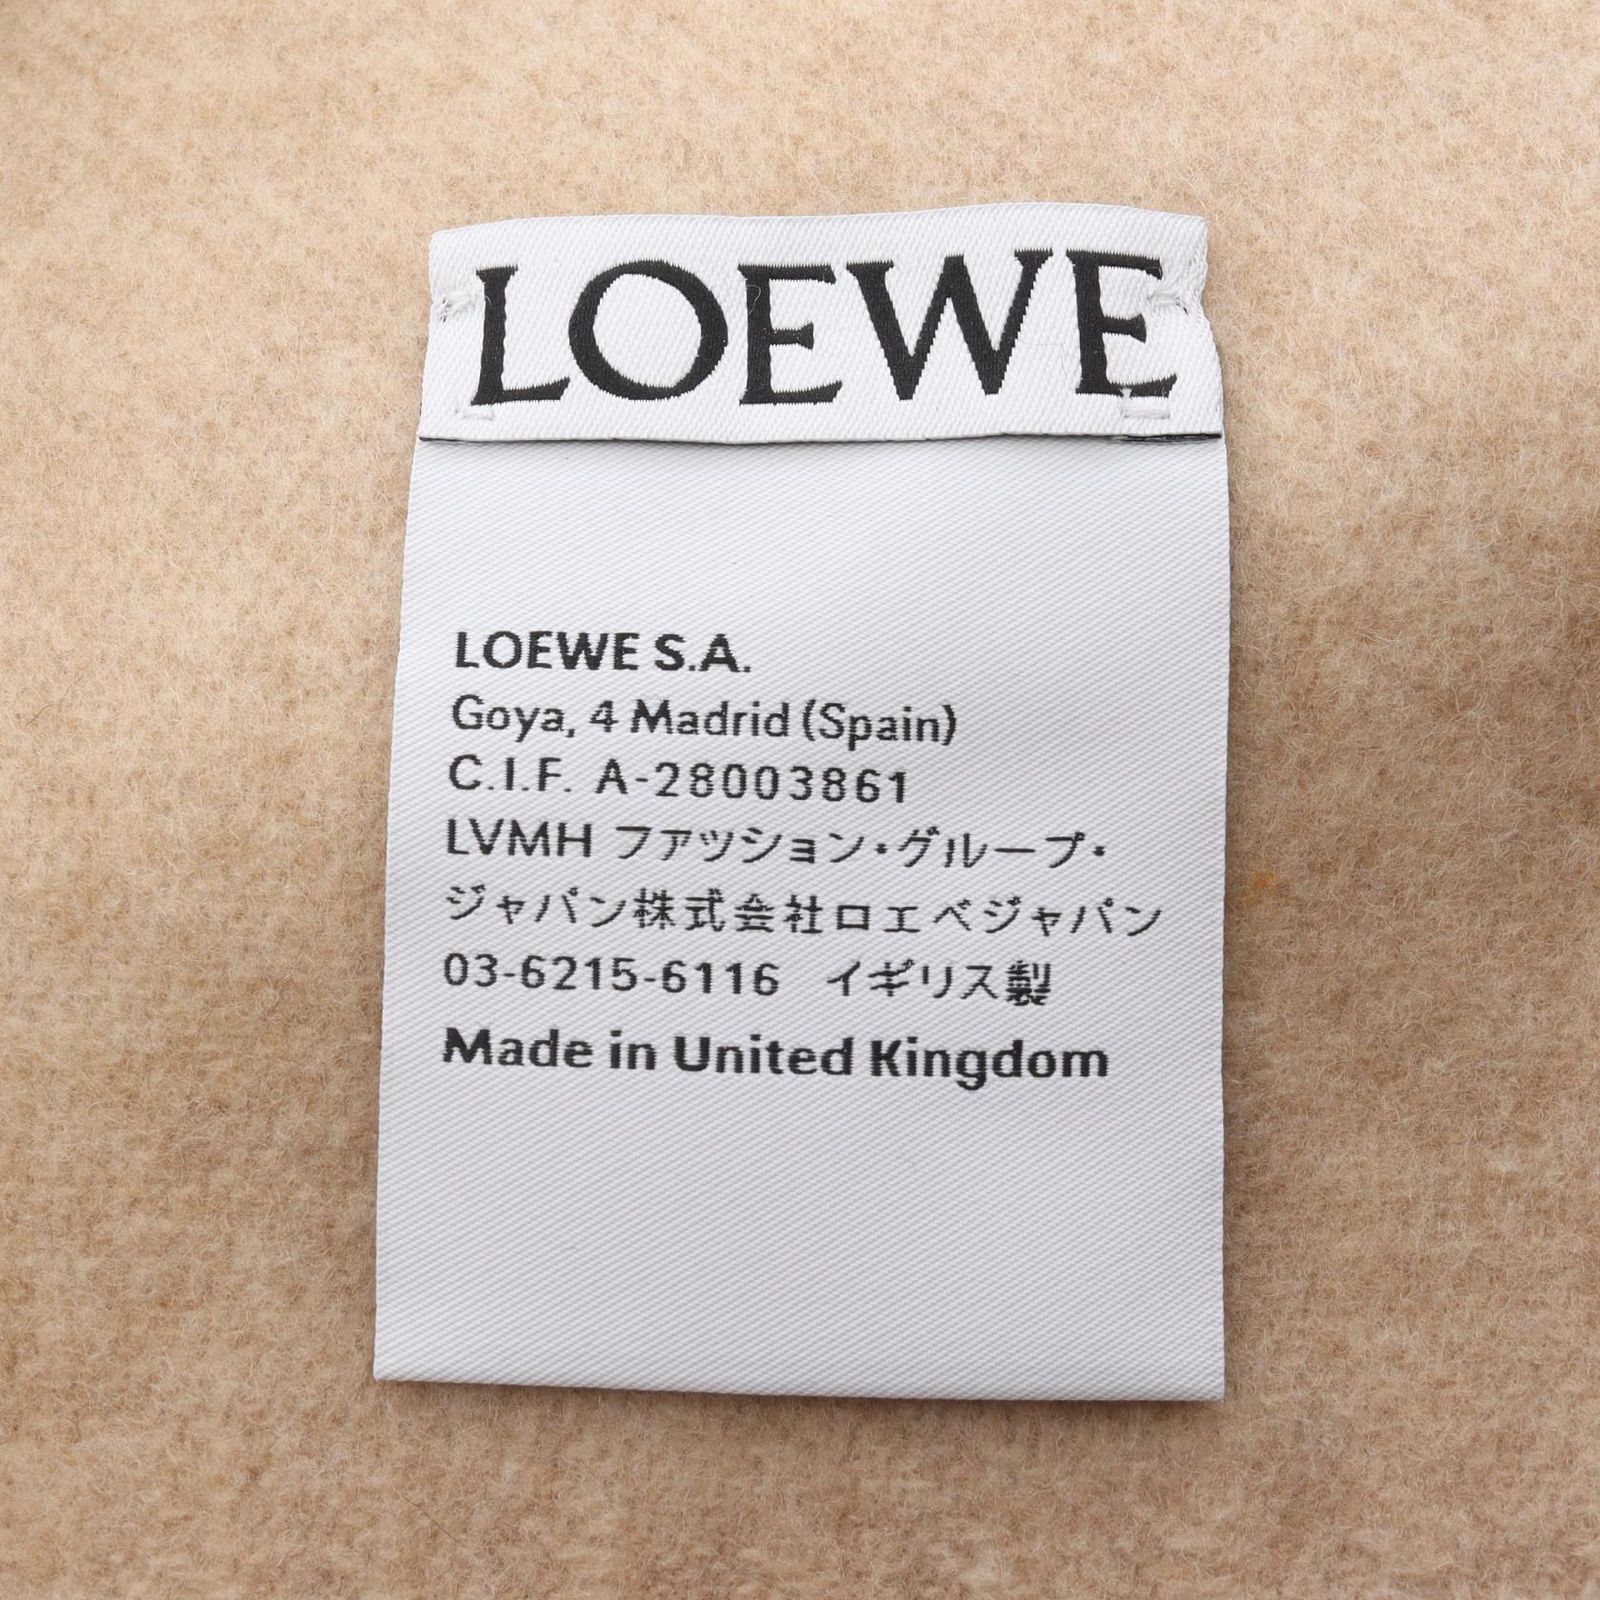 LOEWE
LOEWE S.A.
Goya, 4 Madrid (Spain)
C.I.F. A-28003861
LVMH ファッション・グループ・
ジャパン株式会社ロエベジャパン
03-6215-6116 イギリス製
Made in United Kingdom